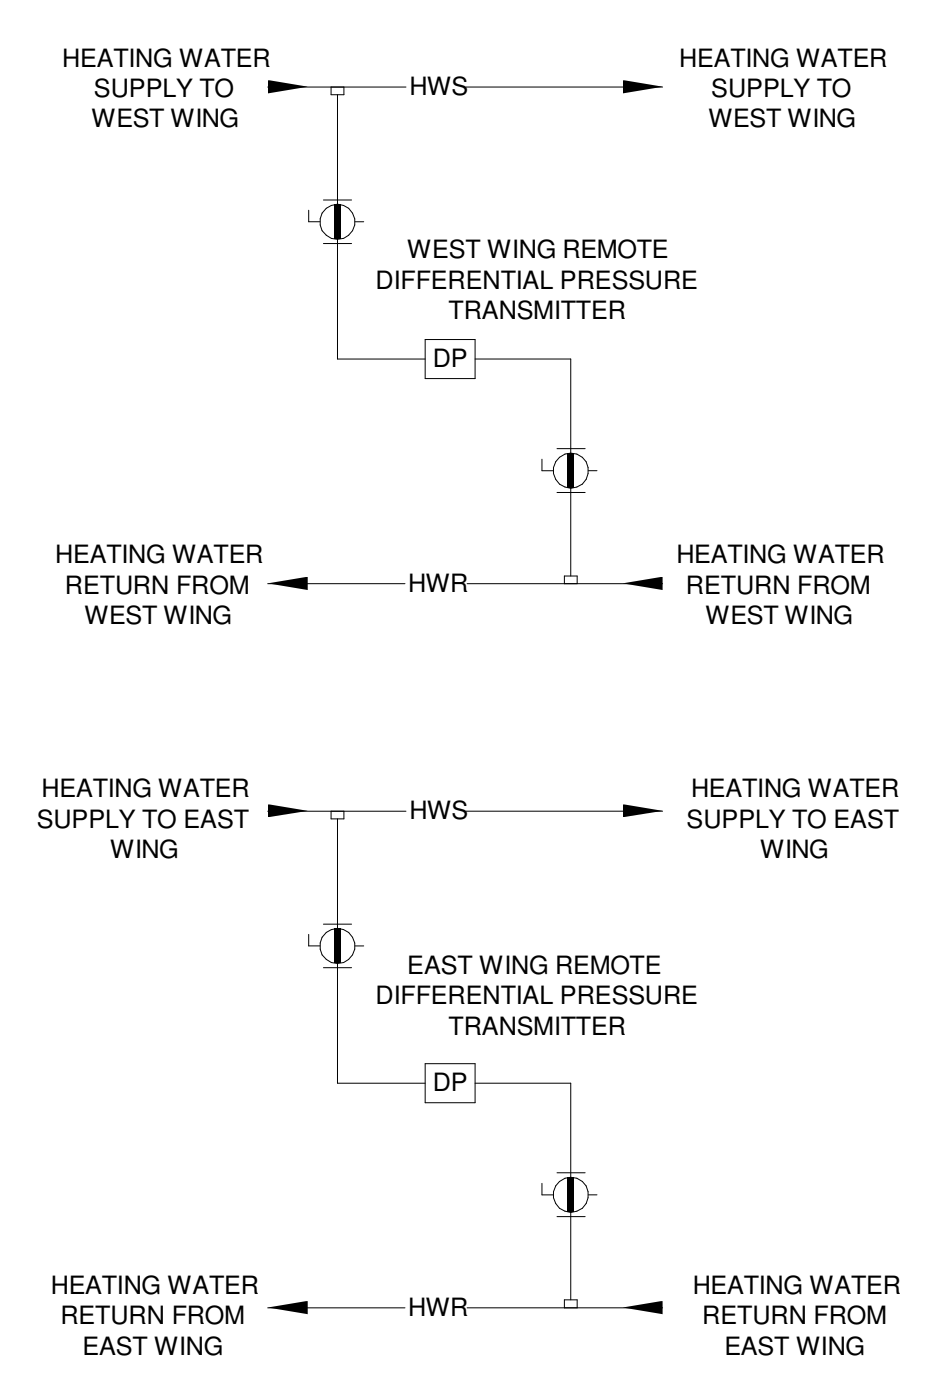 HEATING WATER
SUPPLY TO
WEST WING
HWS
HEATING WATER
SUPPLY TO
WEST WING
WEST WING REMOTE
DIFFERENTIAL PRESSURE
TRANSMITTER
DP
HEATING WATER
RETURN FROM
WEST WING
HWR
HEATING WATER
RETURN FROM
WEST WING
HEATING WATER
SUPPLY TO EAST
WING
HWS
HEATING WATER
SUPPLY TO EAST
WING
EAST WING REMOTE
DIFFERENTIAL PRESSURE
TRANSMITTER
DP
HEATING WATER
RETURN FROM
EAST WING
HWR
HEATING WATER
RETURN FROM
EAST WING